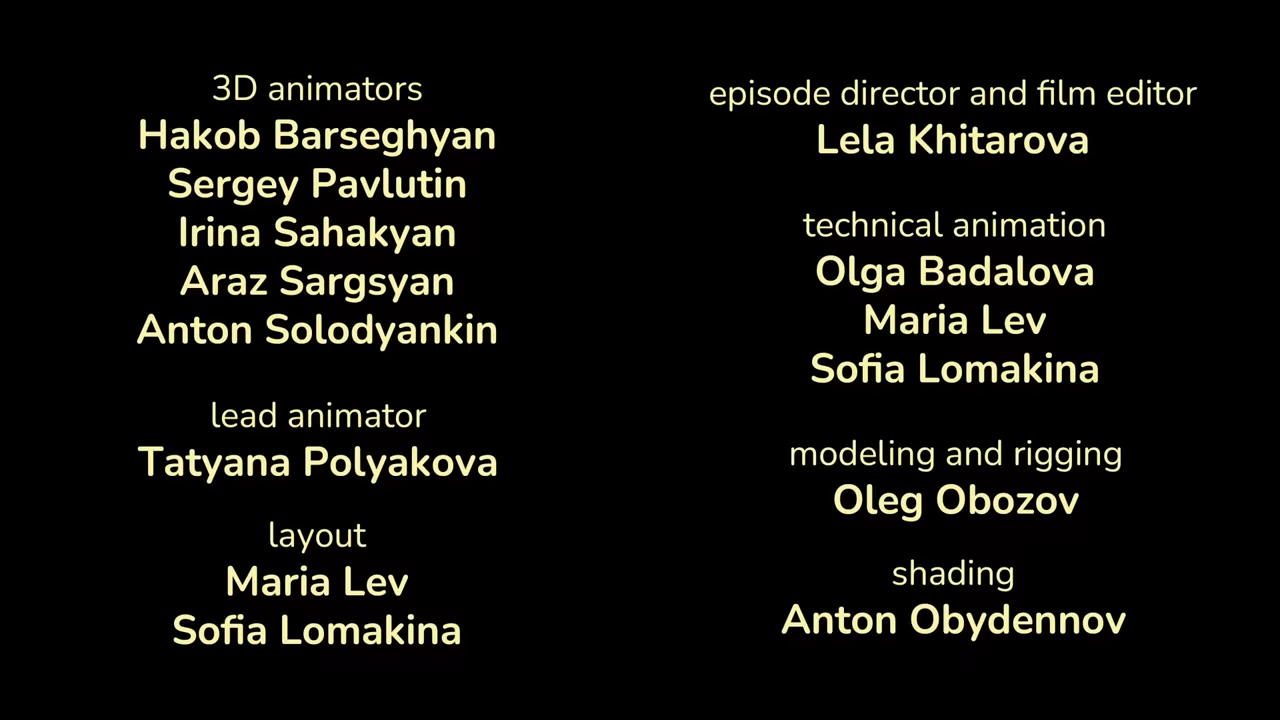 3D animators
Hakob Barseghyan
Sergey Pavlutin
Irina Sahakyan
Araz Sargsyan
Anton Solodyankin
lead animator
Tatyana Polyakova
layout
Maria Lev
Sofia Lomakina
episode director and film editor
Lela Khitarova
technical animation
Olga Badalova
Maria Lev
Sofia Lomakina
modeling and rigging
Oleg Obozov
shading
Anton Obydennov